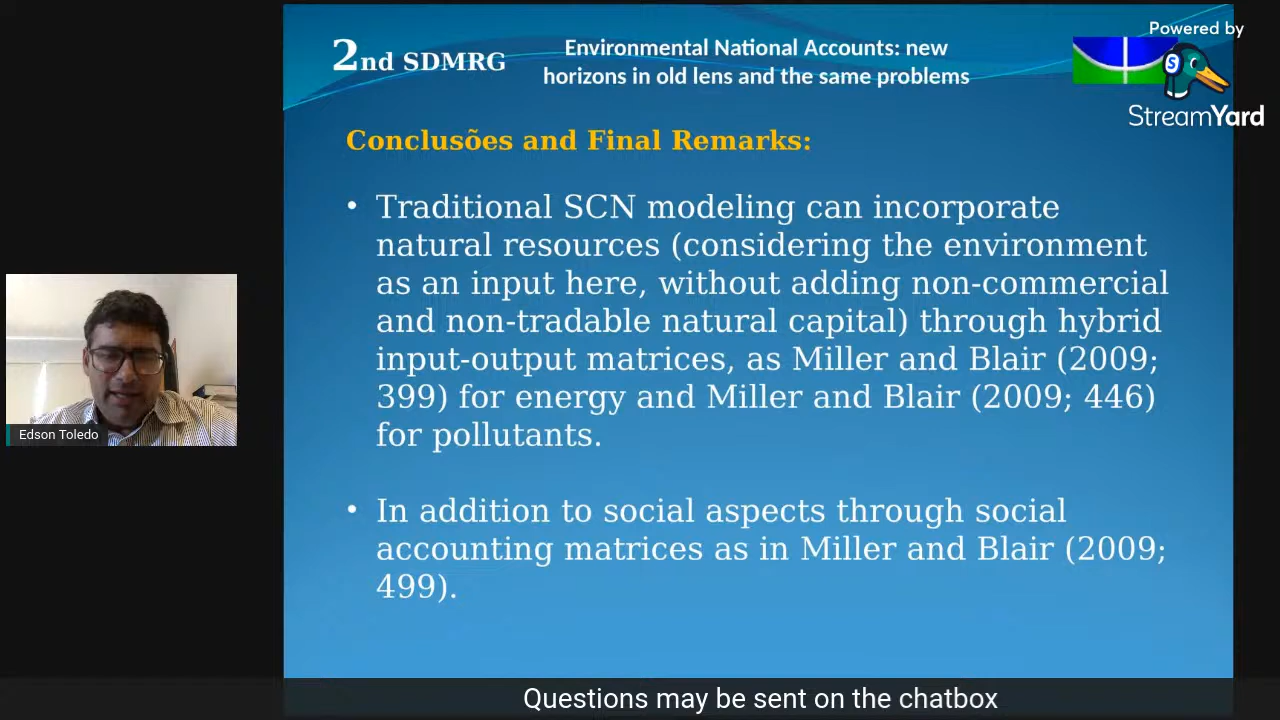 2nd SDMRG
Environmental National Accounts: new
horizons in old lens and the same problems
Powered by
S
StreamYard
Conclusões and Final Remarks:
• Traditional SCN modeling can incorporate
natural resources (considering the environment
as an input here, without adding non-commercial
and non-tradable natural capital) through hybrid
input-output matrices, as Miller and Blair (2009;
399) for energy and Miller and Blair (2009; 446)
for pollutants.
• In addition to social aspects through social
accounting matrices as in Miller and Blair (2009;
499).
Edson Toledo
Questions may be sent on the chatbox